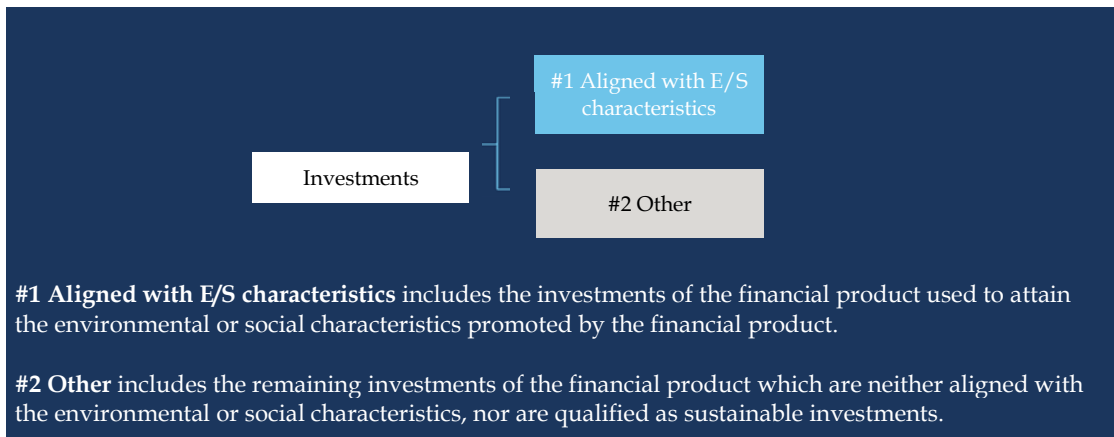 #1 Aligned with E/S
characteristics
Investments
#2 Other
#1 Aligned with E/S characteristics includes the investments of the financial product used to attain
the environmental or social characteristics promoted by the financial product.
#2 Other includes the remaining investments of the financial product which are neither aligned with
the environmental or social characteristics, nor are qualified as sustainable investments.